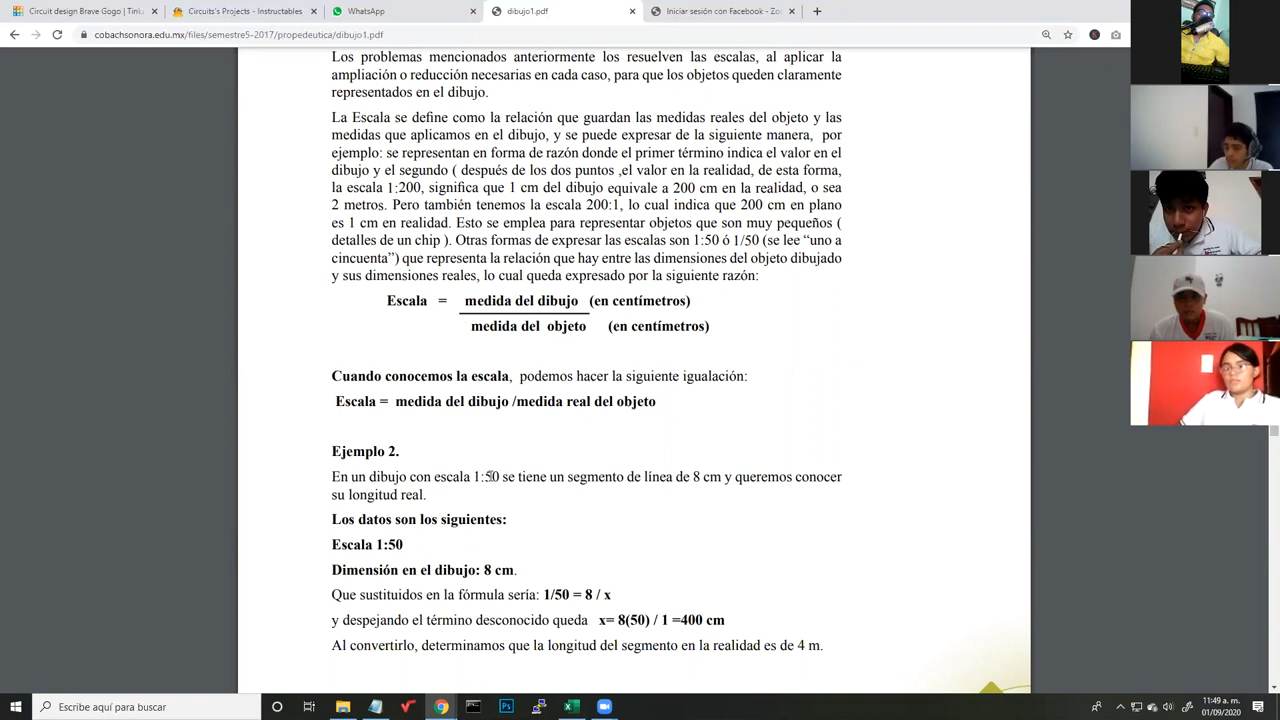 Circuit design Brave Gogo | Tink
Circuits's Projects - Instructables
WhatsApp
dibujo1.pdf
Iniciar sesión con Facebook - Zo
cobachsonora.edu.mx/files/semestre5-2017/propedeutica/dibujo1.pdf
Los problemas mencionados anteriormente los resuelven las escalas, al aplicar la
ampliación o reducción necesarias en cada caso, para que los objetos queden claramente
representados en el dibujo.
La Escala se define como la relación que guardan las medidas reales del objeto y las
medidas que aplicamos en el dibujo, y se puede expresar de la siguiente manera, por
ejemplo: se representan en forma de razón donde el primer término indica el valor en el
dibujo y el segundo ( después de los dos puntos ,el valor en la realidad, de esta forma,
la escala 1:200, significa que 1 cm del dibujo equivale a 200 cm en la realidad, o sea
2 metros. Pero también tenemos la escala 200:1, lo cual indica que 200 cm en plano
es 1 cm en realidad. Esto se emplea para representar objetos que son muy pequeños (
detalles de un chip ). Otras formas de expresar las escalas son 1:50 ó 1/50 (se lee “uno a
cincuenta”) que representa la relación que hay entre las dimensiones del objeto dibujado
y sus dimensiones reales, lo cual queda expresado por la siguiente razón:
Escala = medida del dibujo (en centímetros)
medida del objeto (en centímetros)
Cuando conocemos la escala, podemos hacer la siguiente igualación:
Escala = medida del dibujo /medida real del objeto
Ejemplo 2.
En un dibujo con escala 1:50 se tiene un segmento de línea de 8 cm y queremos conocer
su longitud real.
Los datos son los siguientes:
Escala 1:50
Dimensión en el dibujo: 8 cm.
Que sustituidos en la fórmula sería: 1/50 = 8 / x
y despejando el término desconocido queda x= 8(50) / 1 =400 cm
Al convertirlo, determinamos que la longitud del segmento en la realidad es de 4 m.
Escribe aquí para buscar
11:49 a. m.
01/09/2020